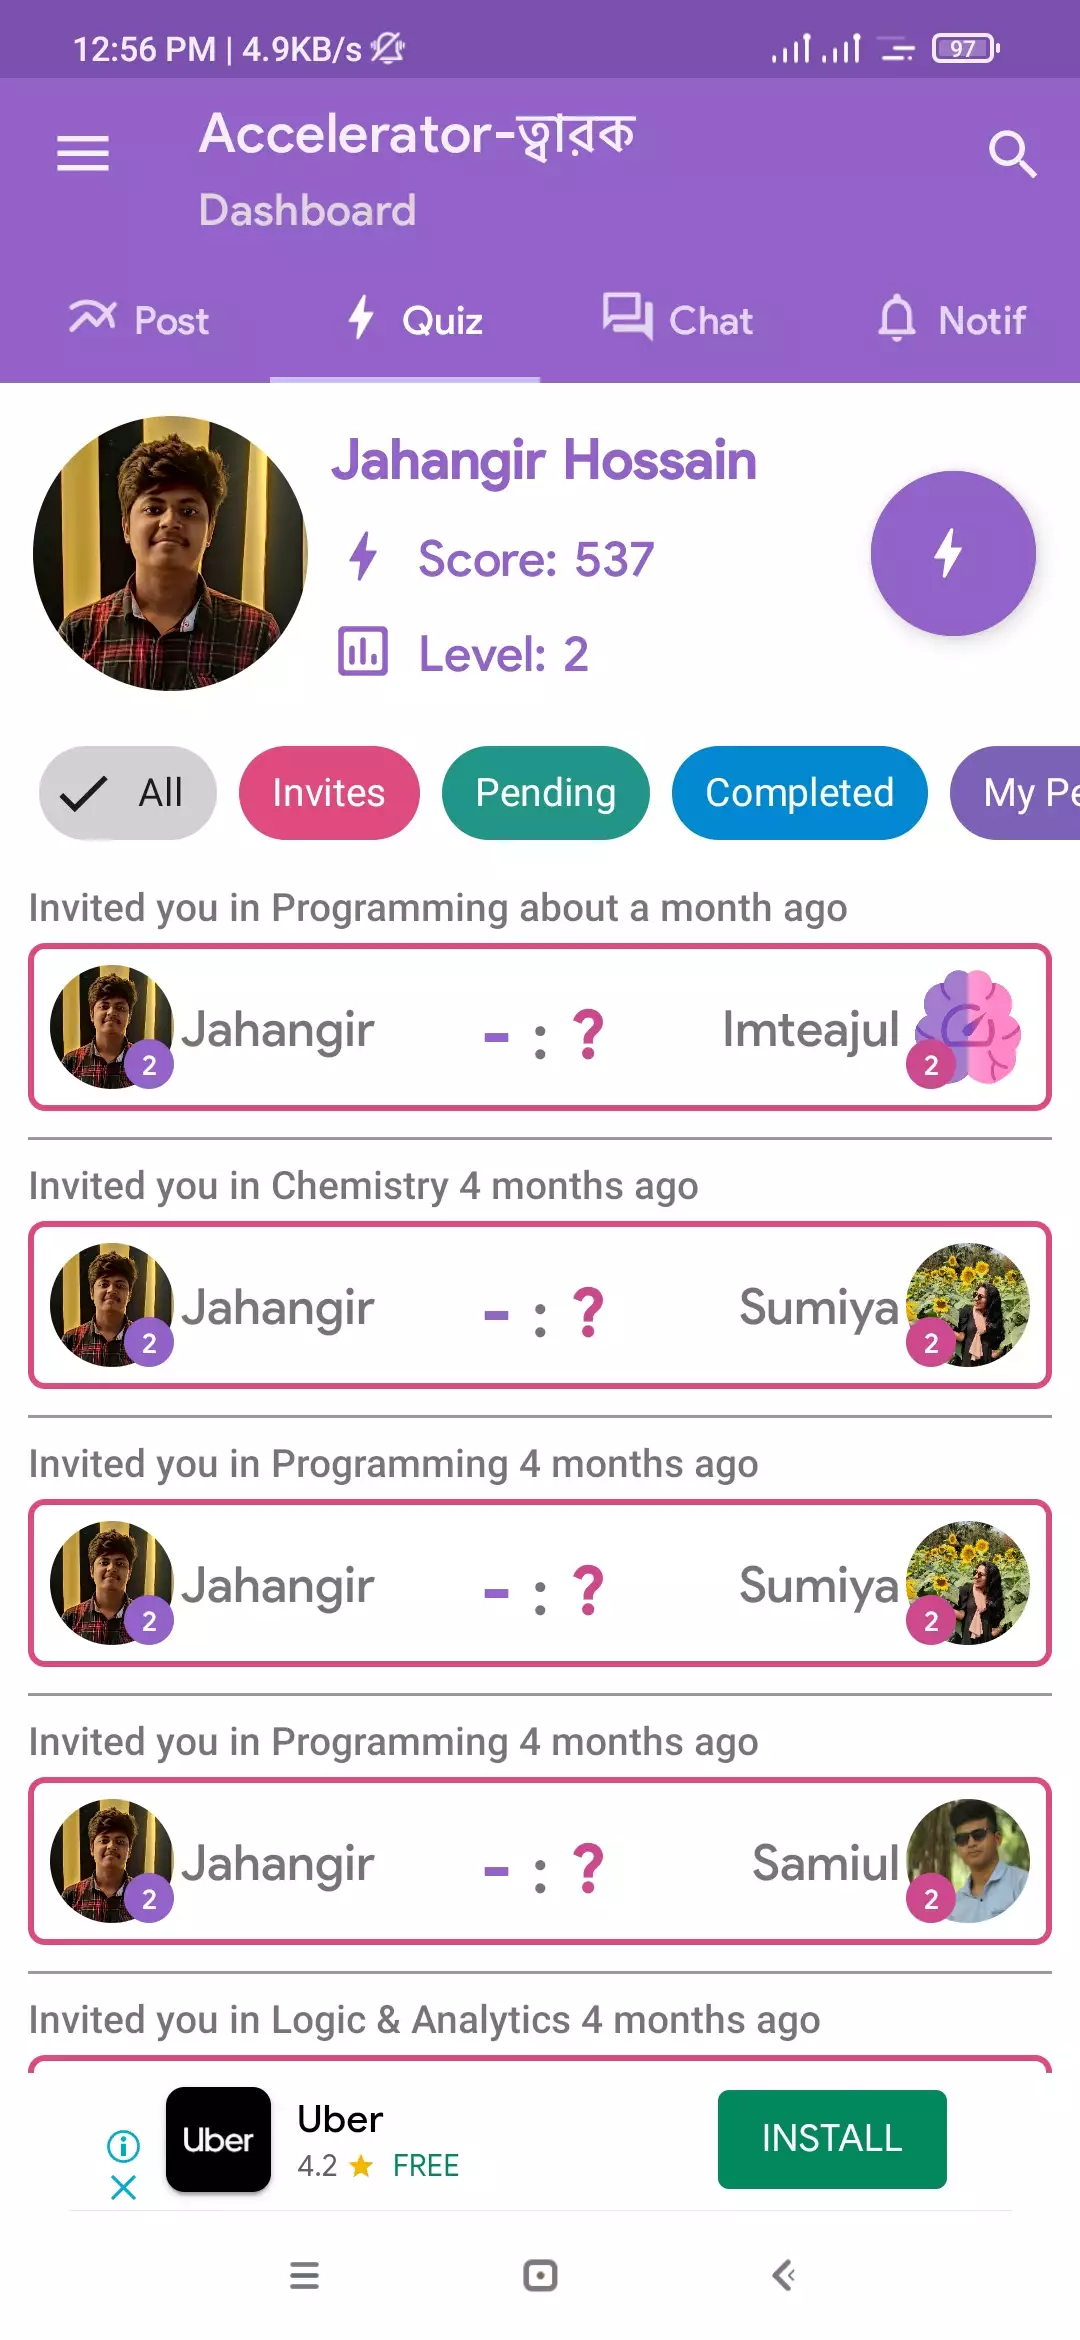 12:56 PM | 4.9KB/s 97
Accelerator-ত্বারক
Dashboard
Post Quiz Chat Notif
Jahangir Hossain
Score: 537
Level: 2
All Invites Pending Completed My Pe
Invited you in Programming about a month ago
Jahangir - : ? Imteajul
2 2
Invited you in Chemistry 4 months ago
Jahangir - : ? Sumiya
2 2
Invited you in Programming 4 months ago
Jahangir - : ? Sumiya
2 2
Invited you in Programming 4 months ago
Jahangir - : ? Samiul
2 2
Invited you in Logic & Analytics 4 months ago
Uber
Uber
4.2 FREE
INSTALL